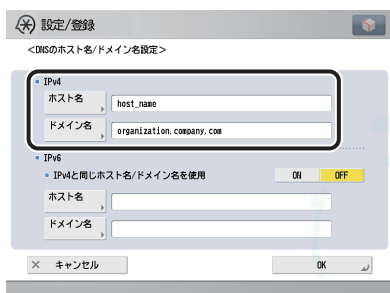 設定/登録
<DNSのホスト名/ドメイン名設定>
IPv4
ホスト名 host_name
ドメイン名 organization.company.com
IPv6
IPv4と同じホスト名/ドメイン名を使用 ON OFF
ホスト名
ドメイン名
× キャンセル OK